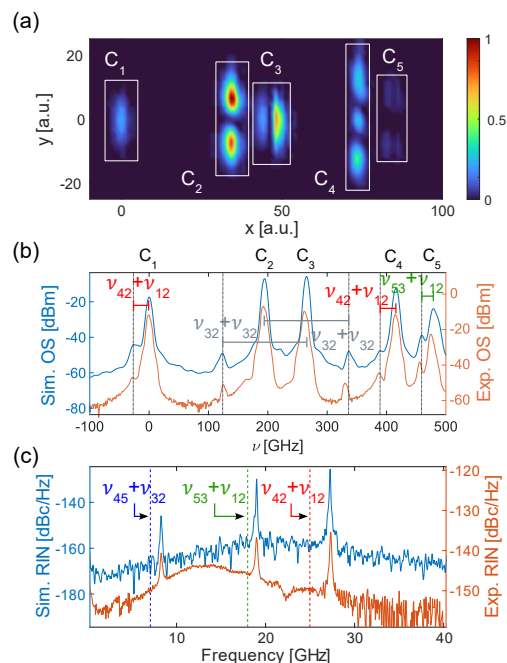 (a)
C1
C3
C5
C2
C4
y [a.u.]
20
0
-20
0
50
100
x [a.u.]
1
0.5
0
(b)
C1
C2
C3
C4
C5
ν42+ν12
ν53+ν12
ν42+ν12
ν32+ν32
ν32+ν32
Sim. OS [dBm]
-20
-40
-60
-80
Exp. OS [dBm]
0
-20
-40
-60
-100
0
100
200
300
400
500
ν [GHz]
(c)
ν45+ν32
ν53+ν12
ν42+ν12
Sim. RIN [dBc/Hz]
-140
-160
-180
Exp. RIN [dBc/Hz]
-120
-135
-150
10
20
30
40
Frequency [GHz]